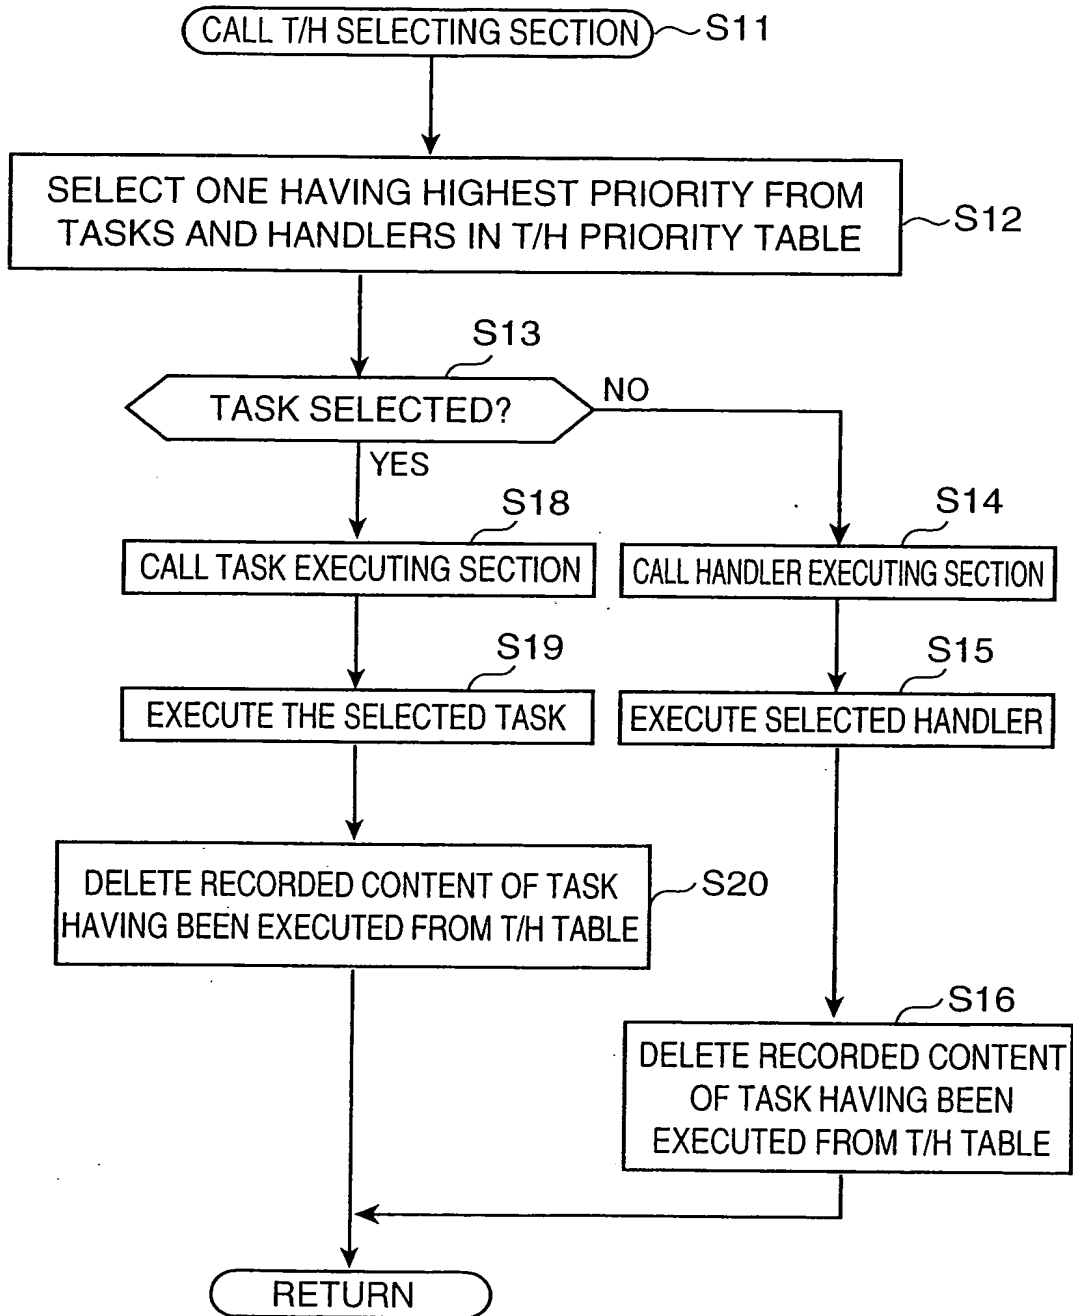 CALL T/H SELECTING SECTION
S11
SELECT ONE HAVING HIGHEST PRIORITY FROM
TASKS AND HANDLERS IN T/H PRIORITY TABLE
S12
S13
TASK SELECTED?
NO
YES
S18
CALL TASK EXECUTING SECTION
S14
CALL HANDLER EXECUTING SECTION
S19
EXECUTE THE SELECTED TASK
S15
EXECUTE SELECTED HANDLER
DELETE RECORDED CONTENT OF TASK
HAVING BEEN EXECUTED FROM T/H TABLE
S20
S16
DELETE RECORDED CONTENT
OF TASK HAVING BEEN
EXECUTED FROM T/H TABLE
RETURN